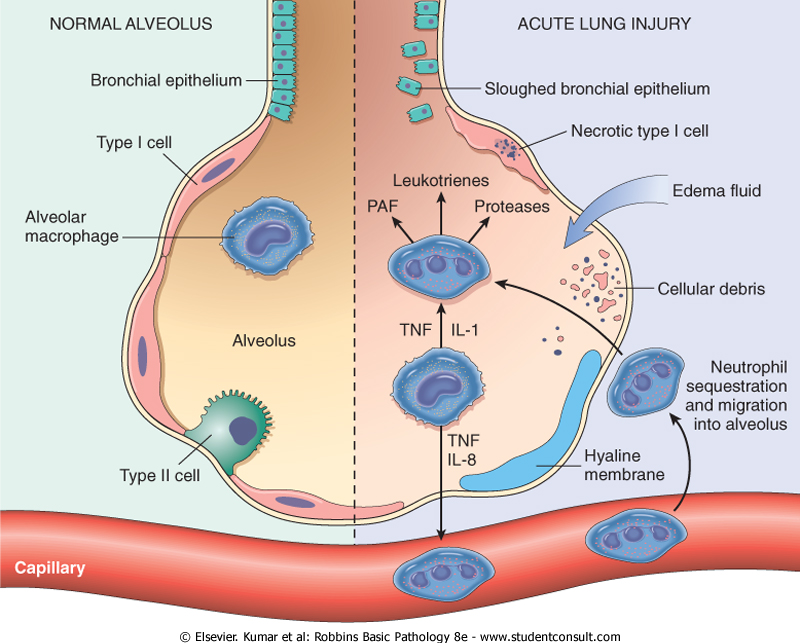 NORMAL ALVEOLUS
ACUTE LUNG INJURY
Bronchial epithelium
Sloughed bronchial epithelium
Type I cell
Necrotic type I cell
Leukotrienes
PAF
Proteases
Edema fluid
Alveolar
macrophage
Cellular debris
TNF
IL-1
Alveolus
Neutrophil
sequestration
and migration
into alveolus
TNF
IL-8
Type II cell
Hyaline
membrane
Capillary
© Elsevier. Kumar et al: Robbins Basic Pathology 8e - www.studentconsult.com